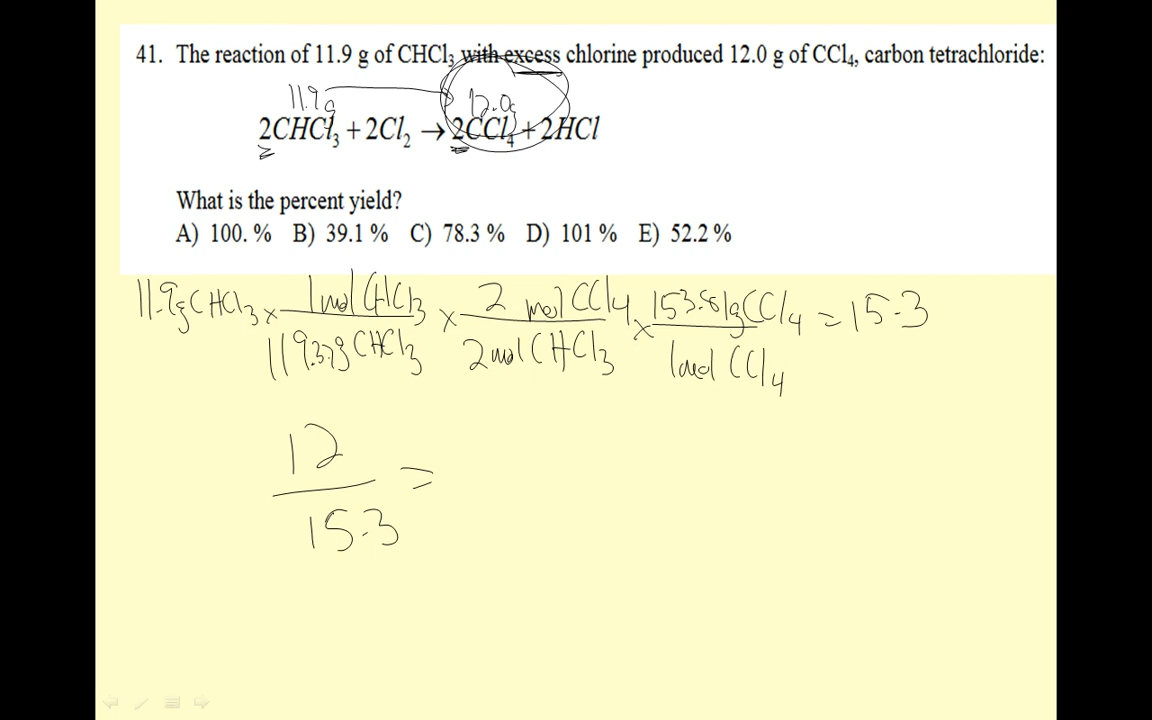 41. The reaction of 11.9 g of CHCl₃ with excess chlorine produced 12.0 g of CCl₄, carbon tetrachloride:
11.9g 12.0g
2CHCl₃ + 2Cl₂ → 2CCl₄ + 2HCl
What is the percent yield?
A) 100. % B) 39.1 % C) 78.3 % D) 101 % E) 52.2 %
11.9g CHCl₃ × 1mol CHCl₃ / 119.37g CHCl₃ × 2 mol CCl₄ / 2mol CHCl₃ × 153.81g CCl₄ / 1mol CCl₄ = 15.3
12 / 15.3 =